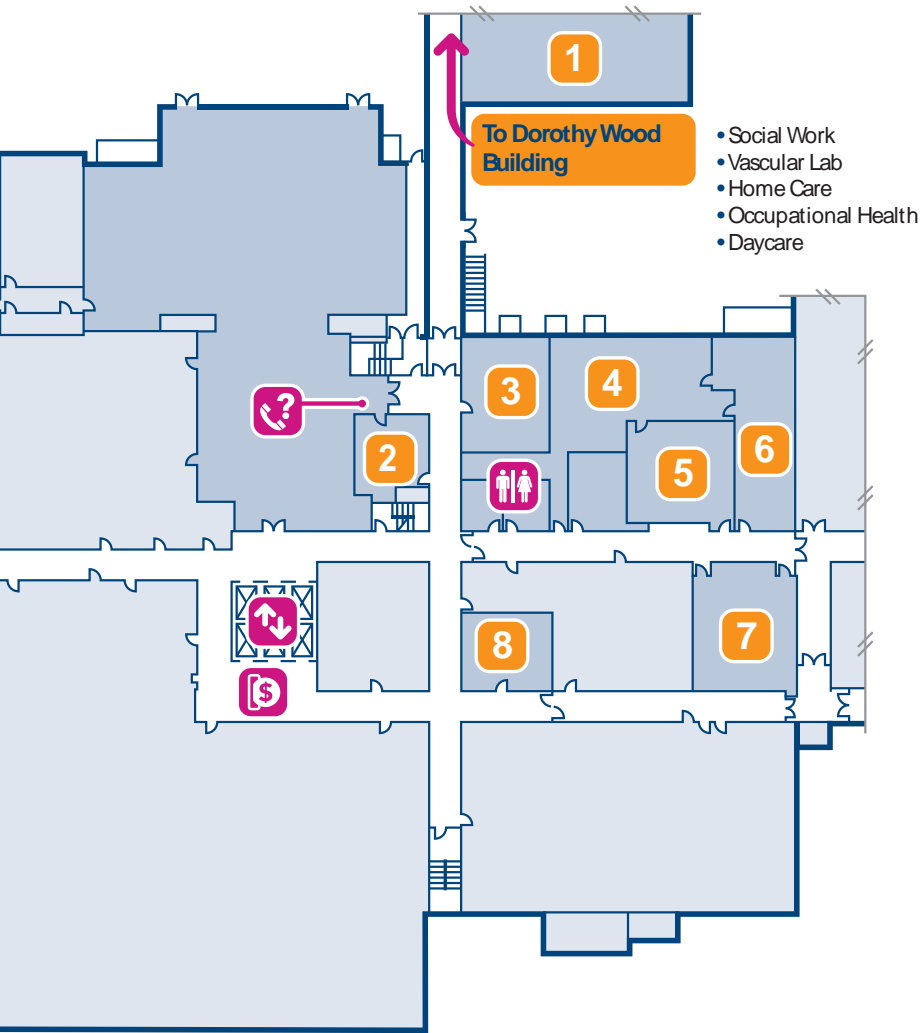 1
To Dorothy Wood
Building
• Social Work
• Vascular Lab
• Home Care
• Occupational Health
• Daycare
3
4
?
2
5
6
8
7
$